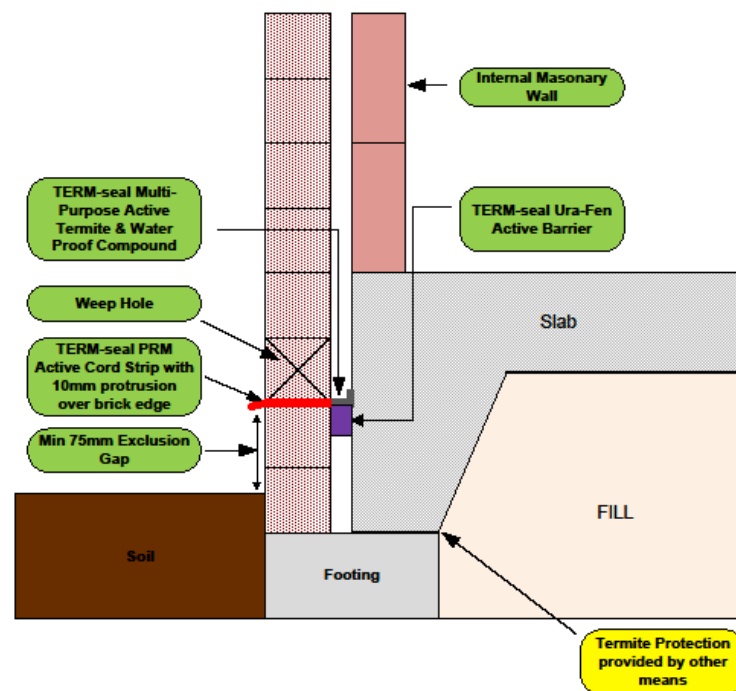 Internal Masonary
Wall
TERM-seal Multi-
Purpose Active
Termite & Water
Proof Compound
TERM-seal Ura-Fen
Active Barrier
Weep Hole
Slab
TERM-seal PRM
Active Cord Strip with
10mm protrusion
over brick edge
Min 75mm Exclusion
Gap
FILL
Soil
Footing
Termite Protection
provided by other
means